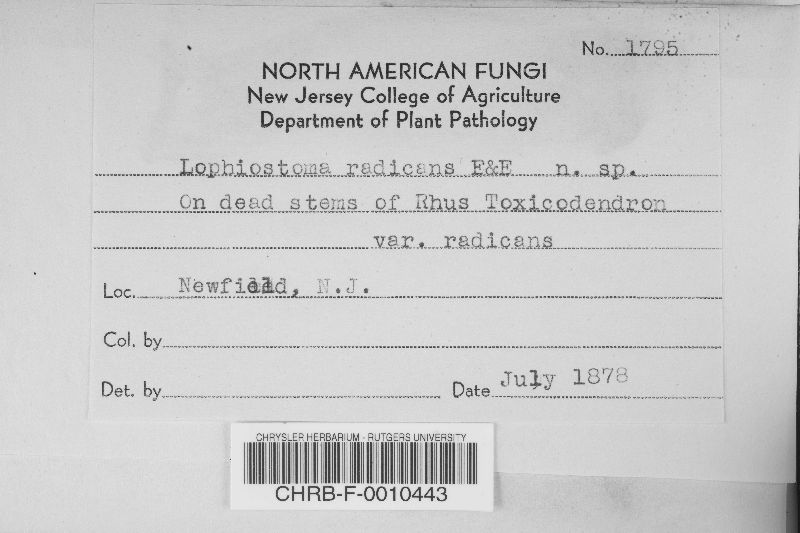 No. 1795
NORTH AMERICAN FUNGI
New Jersey College of Agriculture
Department of Plant Pathology
Lophiostoma radicans E&E n. sp.
On dead stems of Rhus Toxicodendron
var. radicans
Loc. Newfield, N.J.
Col. by
Det. by
Date July 1878
CHRYSLER HERBARIUM - RUTGERS UNIVERSITY
CHRB-F-0010443